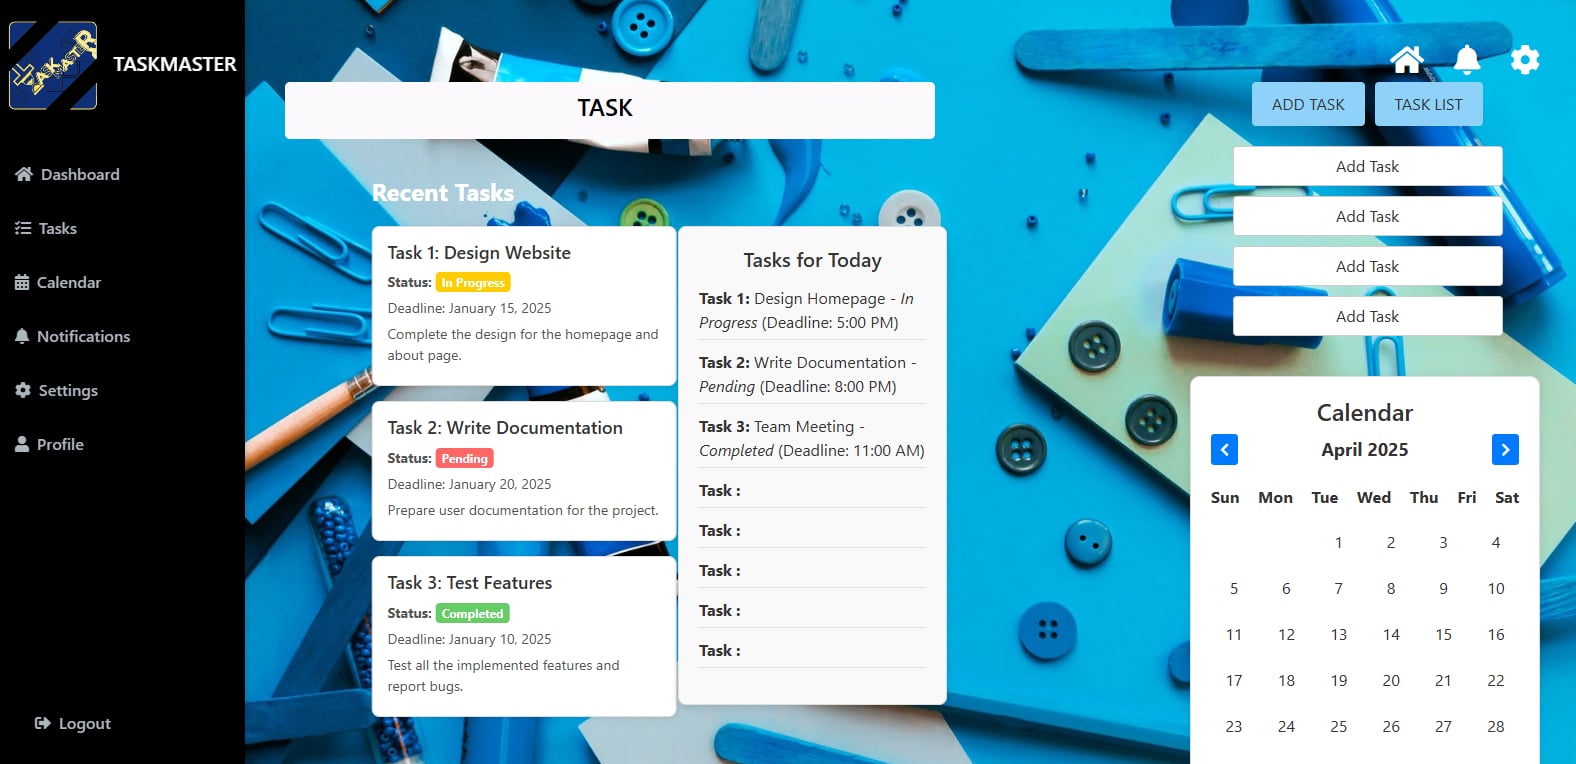 TASKMASTER
Dashboard
Tasks
Calendar
Notifications
Settings
Profile
Logout
TASK
ADD TASK
TASK LIST
Add Task
Add Task
Add Task
Add Task
Recent Tasks
Task 1: Design Website
Status: In Progress
Deadline: January 15, 2025
Complete the design for the homepage and
about page.
Task 2: Write Documentation
Status: Pending
Deadline: January 20, 2025
Prepare user documentation for the project.
Task 3: Test Features
Status: Completed
Deadline: January 10, 2025
Test all the implemented features and
report bugs.
Tasks for Today
Task 1: Design Homepage - In
Progress (Deadline: 5:00 PM)
Task 2: Write Documentation -
Pending (Deadline: 8:00 PM)
Task 3: Team Meeting -
Completed (Deadline: 11:00 AM)
Task :
Task :
Task :
Task :
Task :
Calendar
April 2025
Sun Mon Tue Wed Thu Fri Sat
1 2 3 4
5 6 7 8 9 10
11 12 13 14 15 16
17 18 19 20 21 22
23 24 25 26 27 28